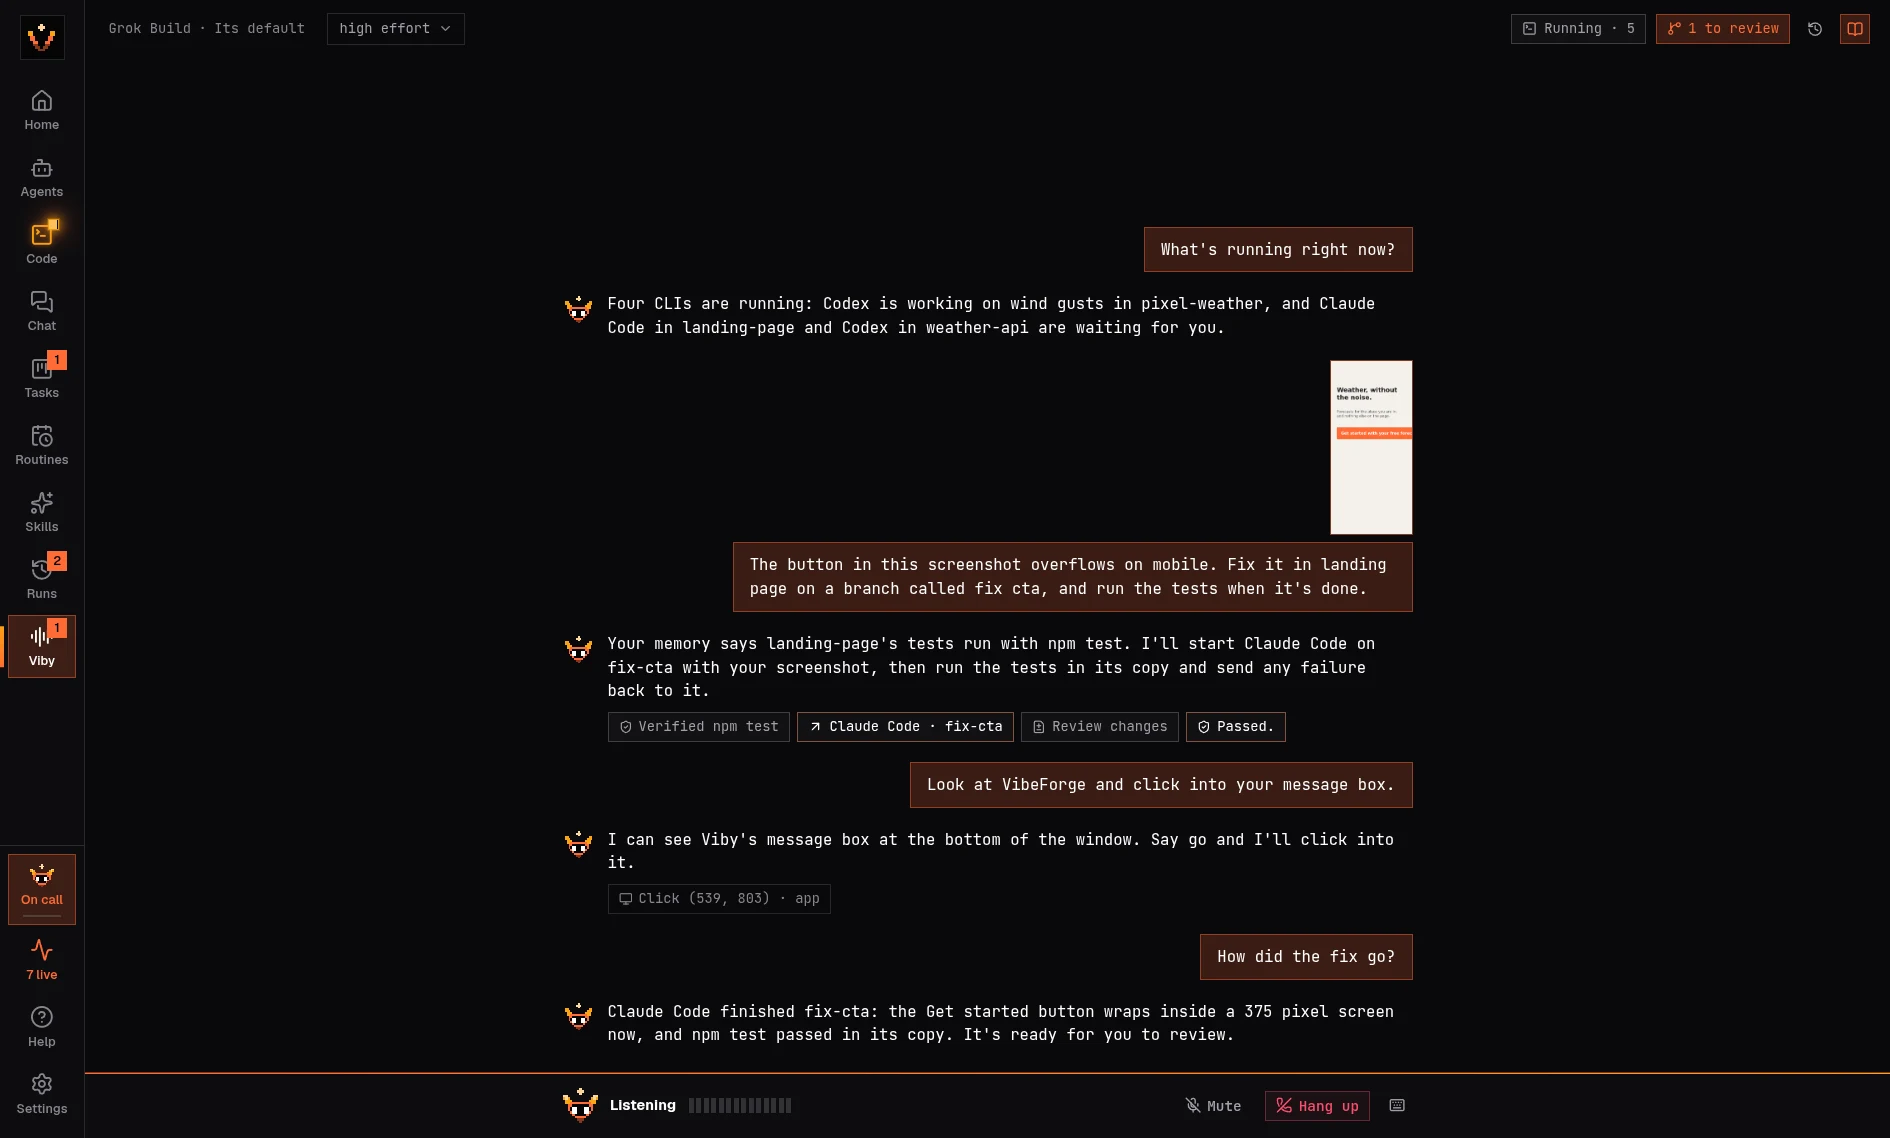 Grok Build · Its default
high effort
Running · 5
1 to review
Home
Agents
Code
Chat
1
Tasks
Routines
Skills
2
Runs
1
Viby
On call
7 live
Help
Settings
What's running right now?
Four CLIs are running: Codex is working on wind gusts in pixel-weather, and Claude
Code in landing-page and Codex in weather-api are waiting for you.
Weather, without
the noise.
Get started with your free
The button in this screenshot overflows on mobile. Fix it in landing
page on a branch called fix cta, and run the tests when it's done.
Your memory says landing-page's tests run with npm test. I'll start Claude Code on
fix-cta with your screenshot, then run the tests in its copy and send any failure
back to it.
Verified npm test
Claude Code · fix-cta
Review changes
Passed.
Look at VibeForge and click into your message box.
I can see Viby's message box at the bottom of the window. Say go and I'll click into
it.
Click (539, 803) · app
How did the fix go?
Claude Code finished fix-cta: the Get started button wraps inside a 375 pixel screen
now, and npm test passed in its copy. It's ready for you to review.
Listening
Mute
Hang up